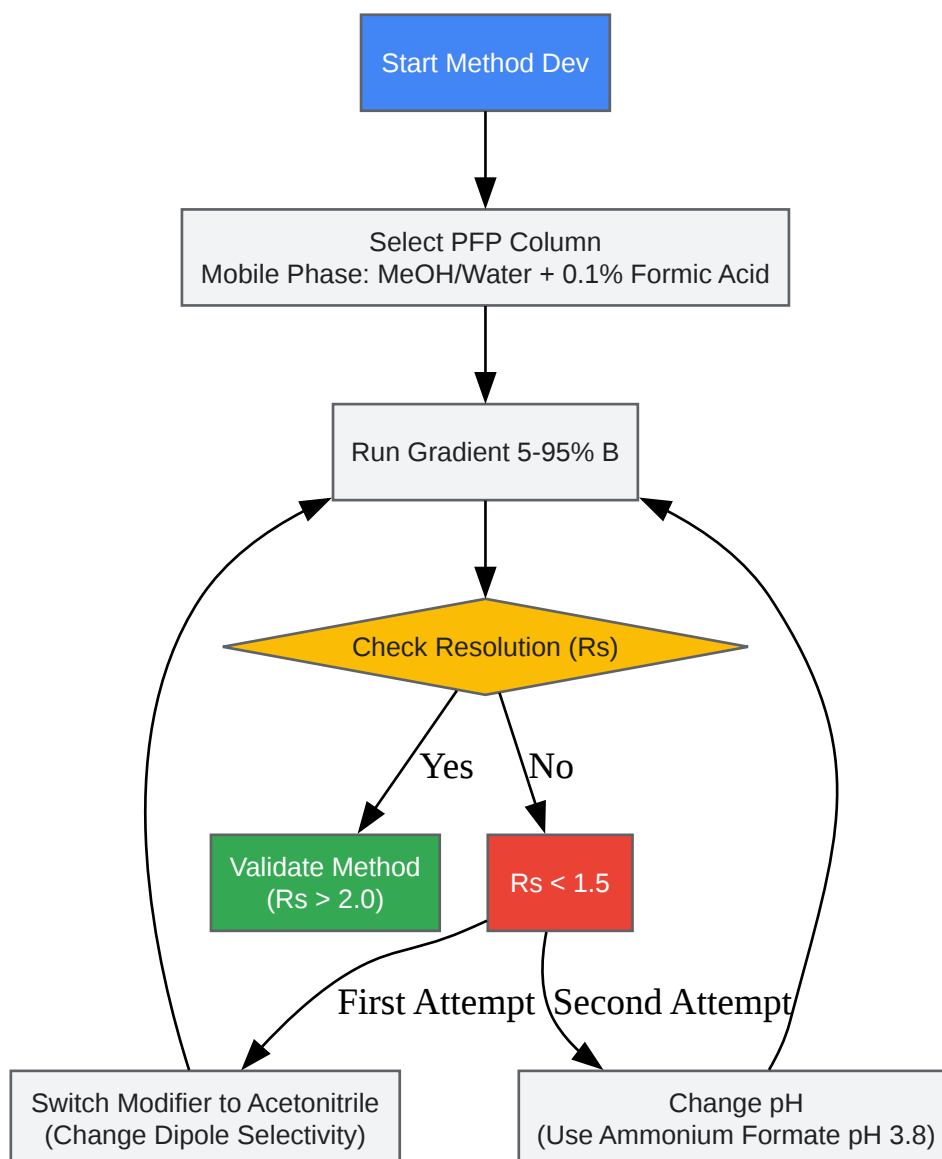 Start Method Dev
Select PFP Column
Mobile Phase: MeOH/Water + 0.1% Formic Acid
Run Gradient 5-95% B
Check Resolution (Rs)
Yes
No
Validate Method
(Rs > 2.0)
Rs < 1.5
First Attempt
Second Attempt
Switch Modifier to Acetonitrile
(Change Dipole Selectivity)
Change pH
(Use Ammonium Formate pH 3.8)